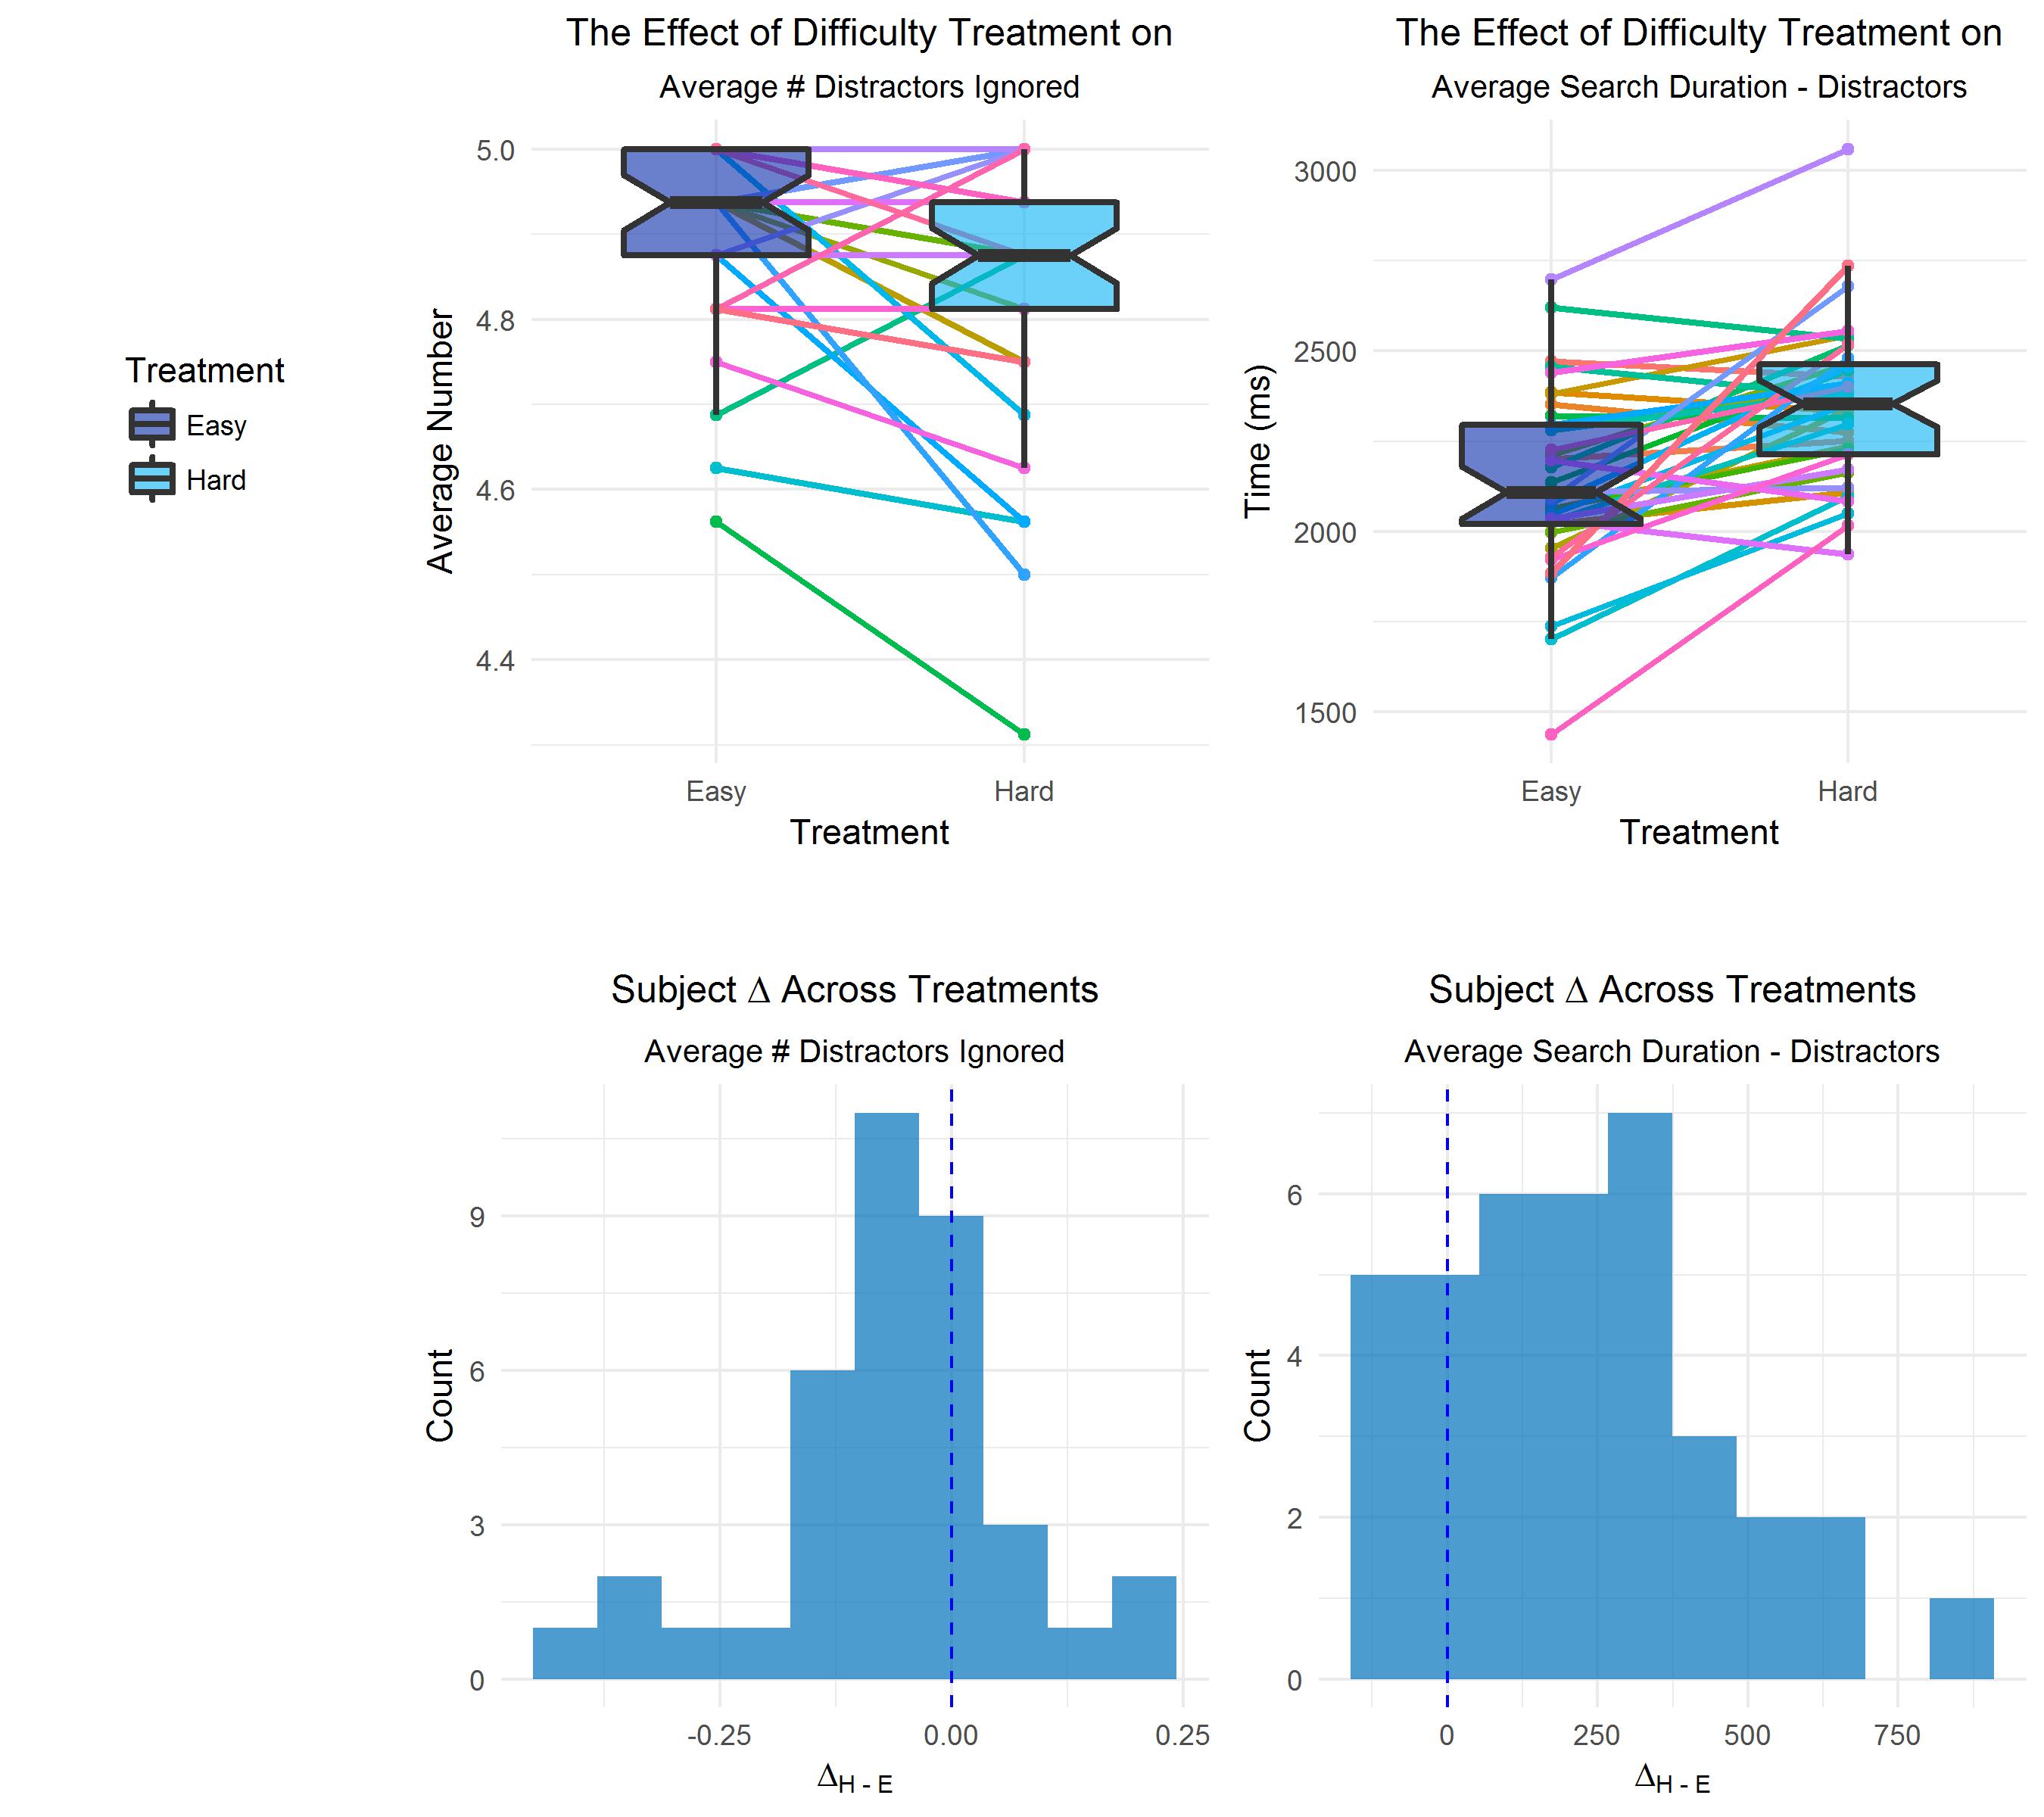 The Effect of Difficulty Treatment on
Average # Distractors Ignored
5.0
4.8
4.6
4.4
Average Number
Easy
Hard
Treatment
The Effect of Difficulty Treatment on
Average Search Duration - Distractors
3000
2500
2000
1500
Time (ms)
Easy
Hard
Treatment
Treatment
Easy
Hard
Subject Δ Across Treatments
Average # Distractors Ignored
9
6
3
0
Count
-0.25
0.00
0.25
Δ H - E
Subject Δ Across Treatments
Average Search Duration - Distractors
6
4
2
0
Count
0
250
500
750
Δ H - E